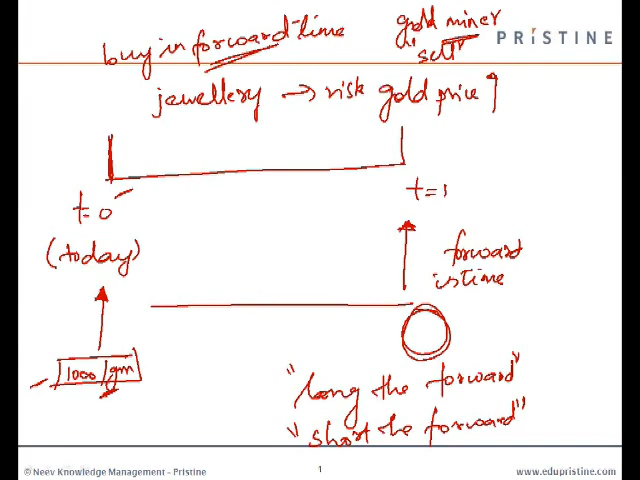 buy in forward-time
gold miner
"sell"
PRISTINE
jewellery → risk gold price ↑
t=0
t=1
(today)
forward
is time
1000/gm
"long the forward"
"short the forward"
© Neev Knowledge Management – Pristine
1
www.edupristine.com